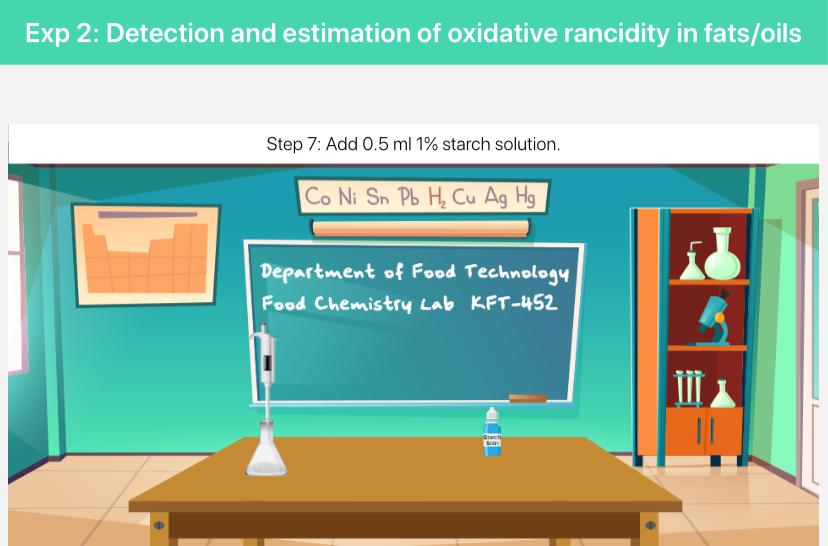 Exp 2: Detection and estimation of oxidative rancidity in fats/oils
Step 7: Add 0.5 ml 1% starch solution.
Co Ni Sn Pb H₂ Cu Ag Hg
Department of Food Technology
Food Chemistry Lab KFT-452
Starch
Soln